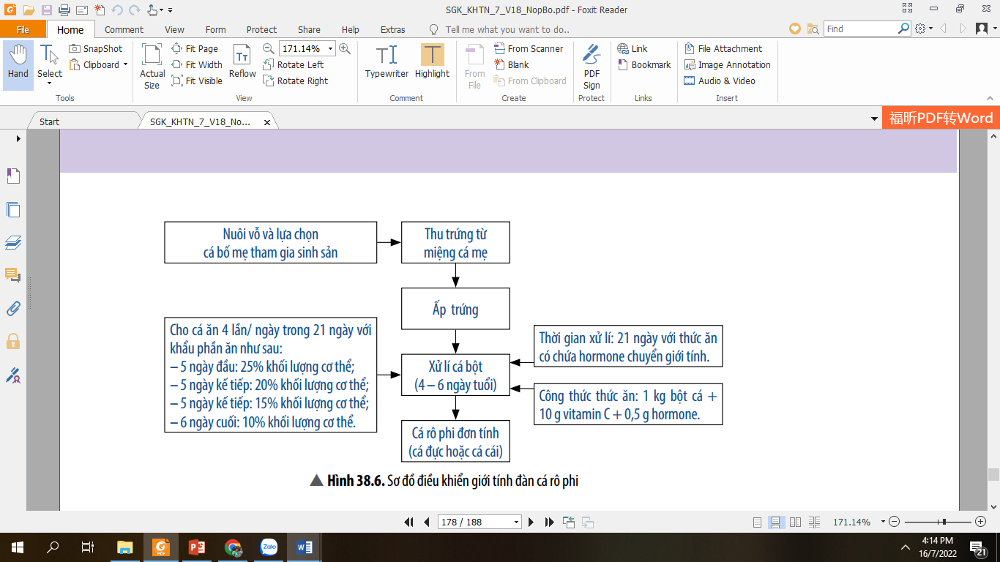 SGK_KHTN_7_V18_NopBo.pdf - Foxit Reader
File Home Comment View Form Protect Share Help Extras Tell me what you want to do.. Find
Hand
Select
SnapShot
Clipboard
Tools
Actual Size
Fit Page
Fit Width
Fit Visible
Reflow
171.14%
Rotate Left
Rotate Right
View
Typewriter
Highlight
Comment
From File
From Scanner
Blank
From Clipboard
Create
PDF Sign
Protect
Link
Bookmark
Links
File Attachment
Image Annotation
Audio & Video
Insert
Start
SGK_KHTN_7_V18_No...
福昕PDF转Word
Nuôi vỗ và lựa chọn
cá bố mẹ tham gia sinh sản
Thu trứng từ
miệng cá mẹ
Ấp trứng
Cho cá ăn 4 lần/ ngày trong 21 ngày với
khẩu phần ăn như sau:
– 5 ngày đầu: 25% khối lượng cơ thể;
– 5 ngày kế tiếp: 20% khối lượng cơ thể;
– 5 ngày kế tiếp: 15% khối lượng cơ thể;
– 6 ngày cuối: 10% khối lượng cơ thể.
Xử lí cá bột
(4 – 6 ngày tuổi)
Thời gian xử lí: 21 ngày với thức ăn
có chứa hormone chuyển giới tính.
Công thức thức ăn: 1 kg bột cá +
10 g vitamin C + 0,5 g hormone.
Cá rô phi đơn tính
(cá đực hoặc cá cái)
▲ Hình 38.6. Sơ đồ điều khiển giới tính đàn cá rô phi
178 / 188
171.14%
Zalo
4:14 PM
16/7/2022
21